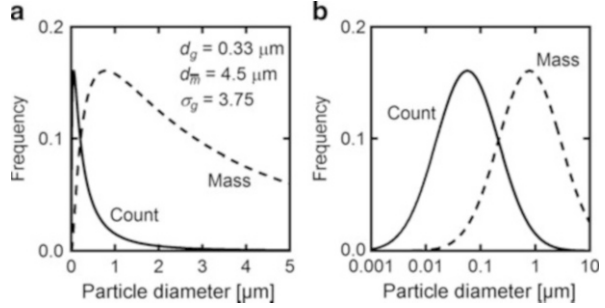 a
d_g = 0.33 μm
d_m̅ = 4.5 μm
σ_g = 3.75
Frequency
0.2
0.1
0.0
Mass
Count
0 1 2 3 4 5
Particle diameter [μm]
b
Frequency
0.2
0.1
0.0
Mass
Count
0.001 0.01 0.1 1 10
Particle diameter [μm]